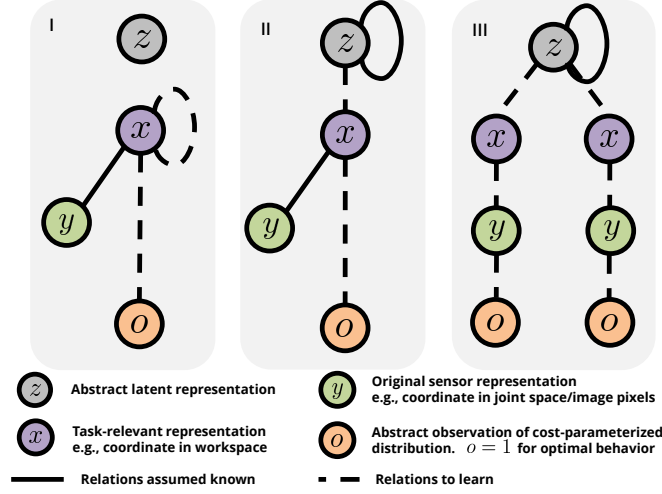 I
II
III
z
z
z
x
x
x
x
y
y
y
y
o
o
o
o
z Abstract latent representation
x Task-relevant representation
e.g., coordinate in workspace
y Original sensor representation
e.g., coordinate in joint space/image pixels
o Abstract observation of cost-parameterized
distribution. o = 1 for optimal behavior
Relations assumed known
Relations to learn